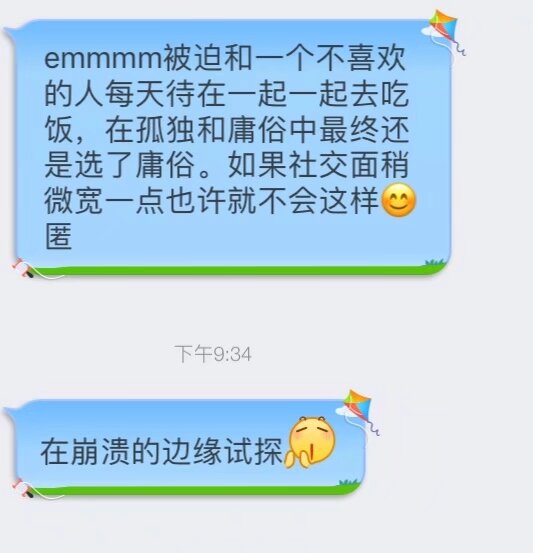 emmmm被迫和一个不喜欢
的人每天待在一起一起去吃
饭，在孤独和庸俗中最终还
是选了庸俗。如果社交面稍
微宽一点也许就不会这样😊
匿
下午9:34
在崩溃的边缘试探